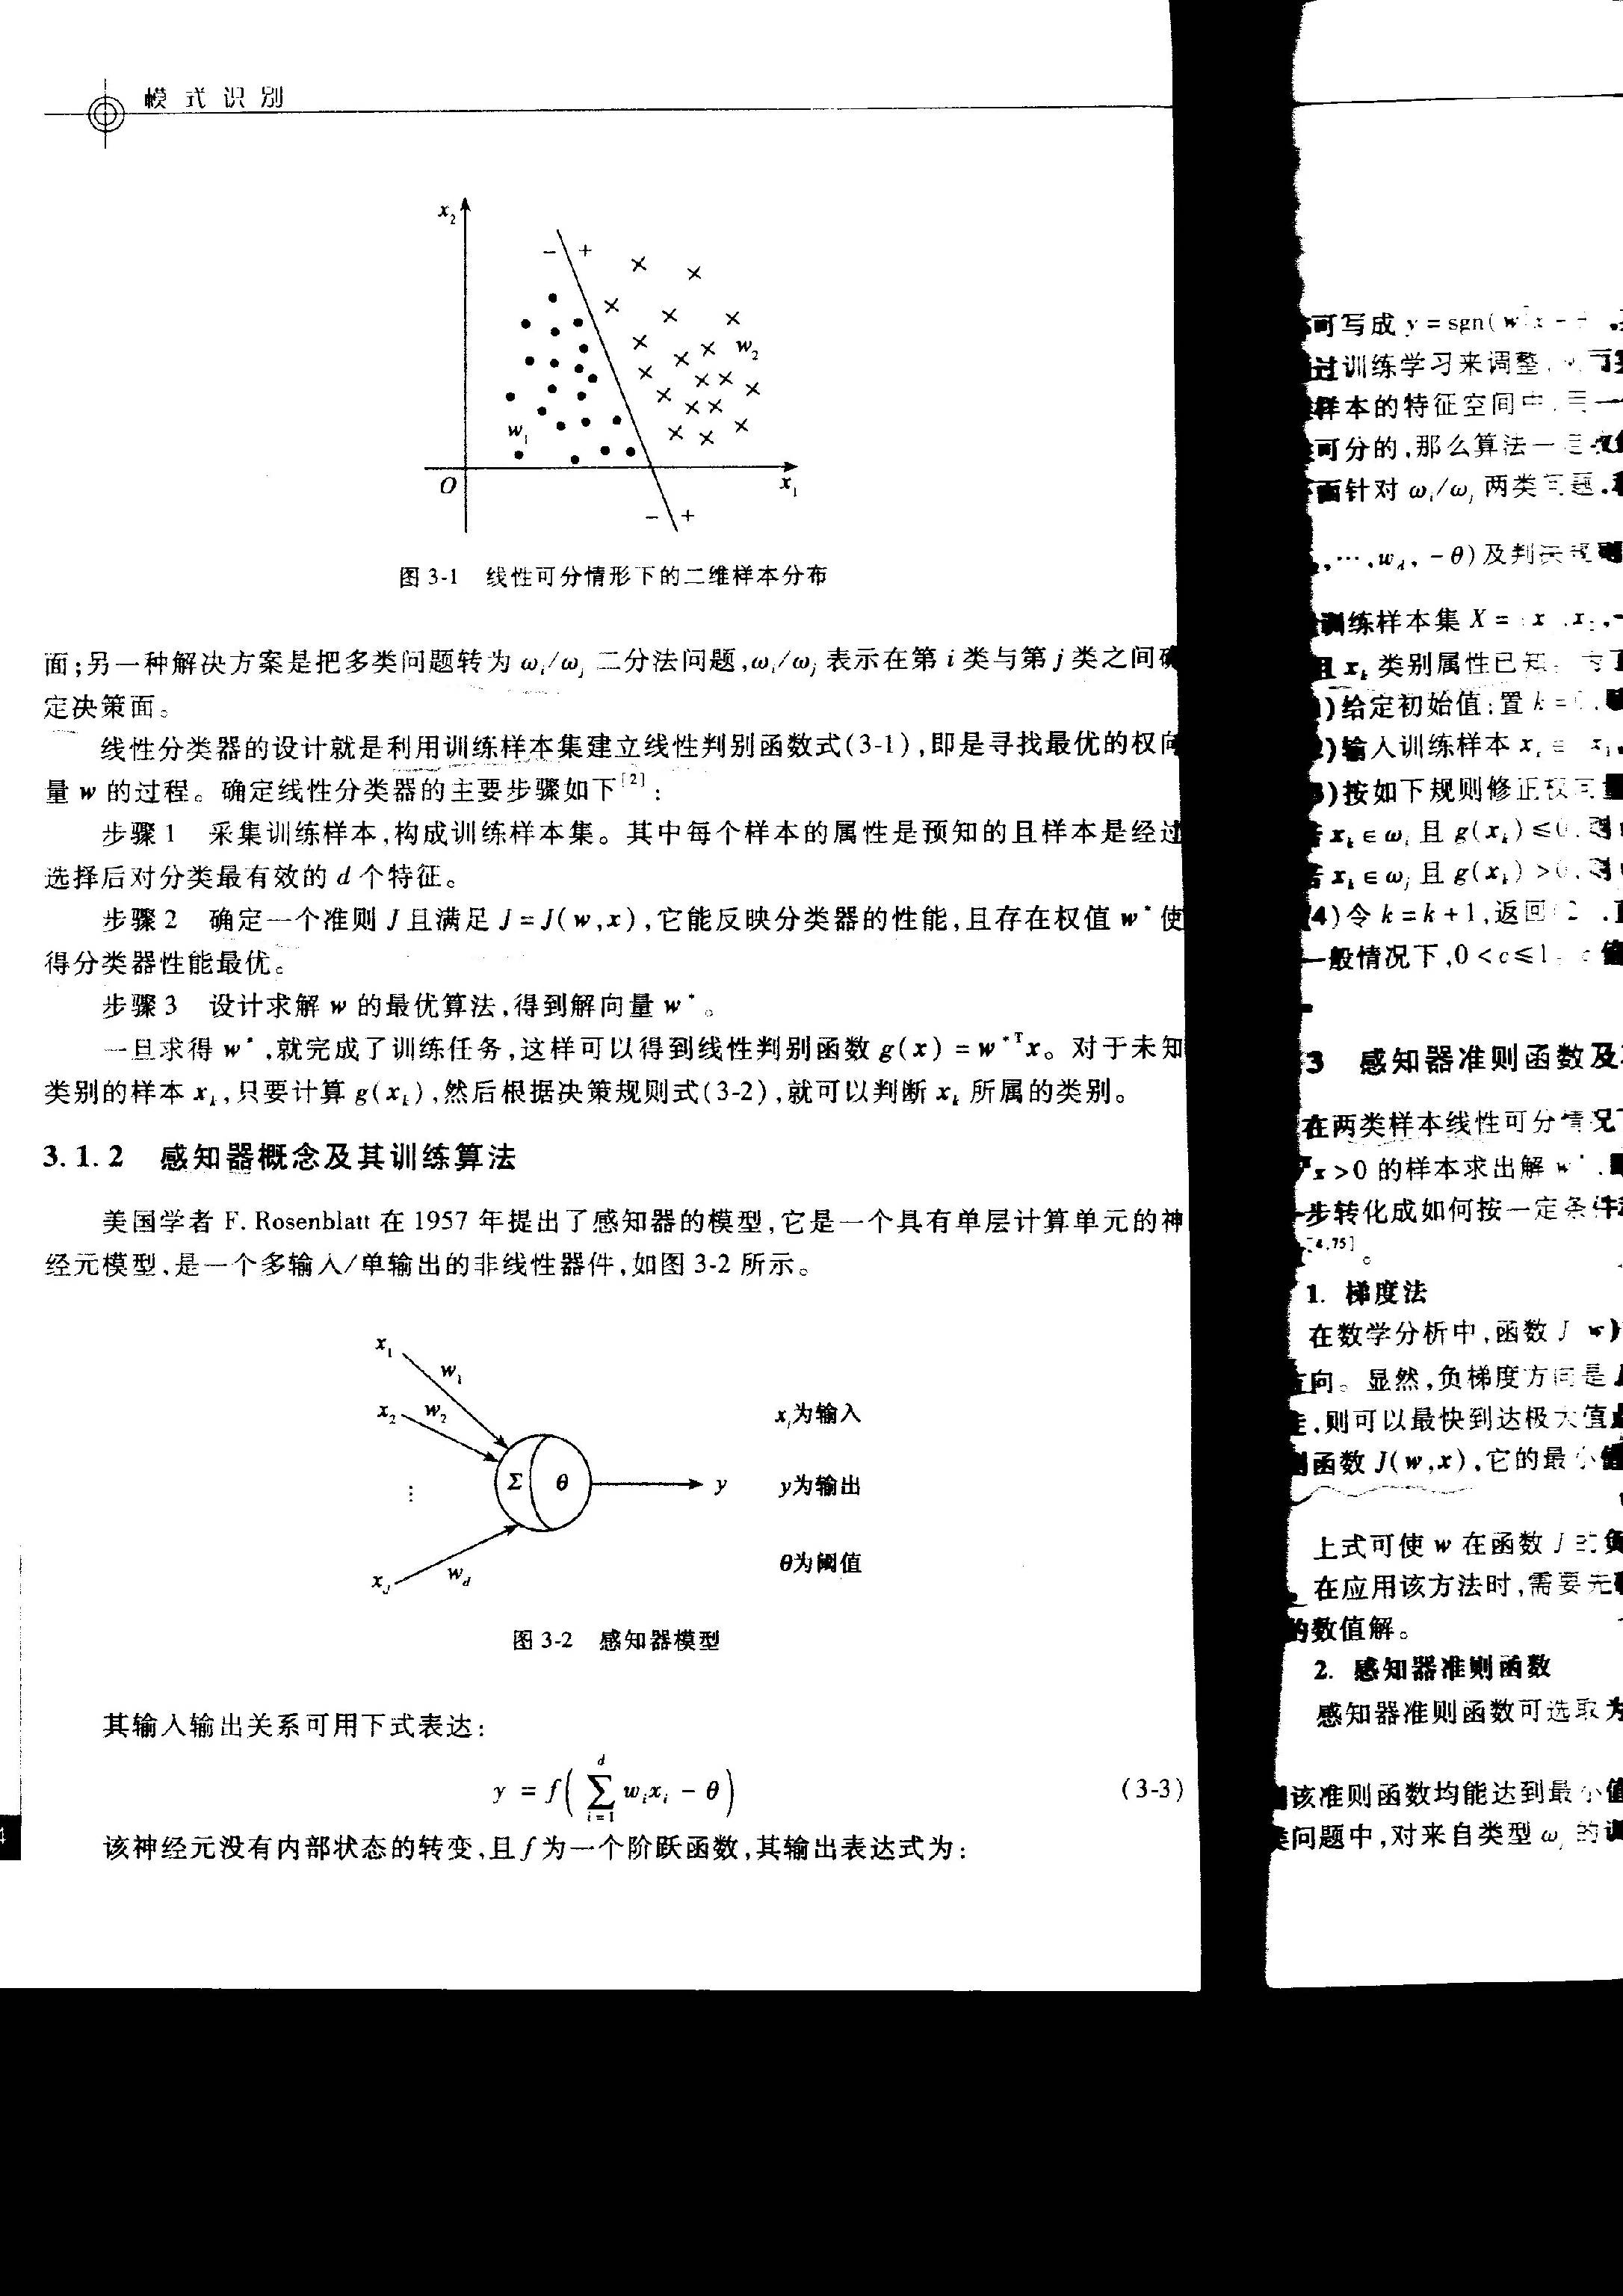 模式识别
x₂
− +
w₂
w₁
O
x₁
− +
图 3-1 线性可分情形下的二维样本分布
面;另一种解决方案是把多类问题转为 ωᵢ/ωⱼ 二分法问题,ωᵢ/ωⱼ 表示在第 i 类与第 j 类之间确
定决策面。
线性分类器的设计就是利用训练样本集建立线性判别函数式(3-1),即是寻找最优的权向
量 w 的过程。确定线性分类器的主要步骤如下[2]:
步骤 1 采集训练样本,构成训练样本集。其中每个样本的属性是预知的且样本是经过
选择后对分类最有效的 d 个特征。
步骤 2 确定一个准则 J 且满足 J=J(w,x),它能反映分类器的性能,且存在权值 w* 使
得分类器性能最优。
步骤 3 设计求解 w 的最优算法,得到解向量 w*。
一旦求得 w*,就完成了训练任务,这样可以得到线性判别函数 g(x)=w*ᵀx。对于未知
类别的样本 xₖ,只要计算 g(xₖ),然后根据决策规则式(3-2),就可以判断 xₖ 所属的类别。
3.1.2 感知器概念及其训练算法
美国学者 F. Rosenblatt 在 1957 年提出了感知器的模型,它是一个具有单层计算单元的神
经元模型,是一个多输入/单输出的非线性器件,如图 3-2 所示。
x₁
w₁
x₂
w₂
xᵢ为输入
Σ θ
y
y为输出
⋮
θ为阈值
w_d
图 3-2 感知器模型
其输入输出关系可用下式表达:
y = f( Σ_{i=1}^{d} wᵢxᵢ − θ ) (3-3)
该神经元没有内部状态的转变,且 f 为一个阶跃函数,其输出表达式为:
4
可写成 y=sgn(
过训练学习来调整
样本的特征空间中
可分的,那么算法一
面针对 ωᵢ/ωⱼ 两类
,…,w_d,−θ)及判决
训练样本集 X=
且 xₖ 类别属性已知
)给定初始值:置 k=
)输入训练样本 xₖ
)按如下规则修正权向量
xₖ∈ωᵢ 且 g(xₖ)≤0
xₖ∈ωⱼ 且 g(xₖ)>0
4)令 k=k+1,返回
一般情况下,0<c≤1
3 感知器准则函数及
在两类样本线性可分情况
x>0 的样本求出解 w*
步转化成如何按一定条件
[4,75]。
1. 梯度法
在数学分析中,函数 J
向。显然,负梯度方向是
,则可以最快到达极大值
函数 J(w,x),它的最小值
上式可使 w 在函数 J 的负
在应用该方法时,需要先
的数值解。
2. 感知器准则函数
感知器准则函数可选取为
该准则函数均能达到最小值
类问题中,对来自类型 ωⱼ 的训